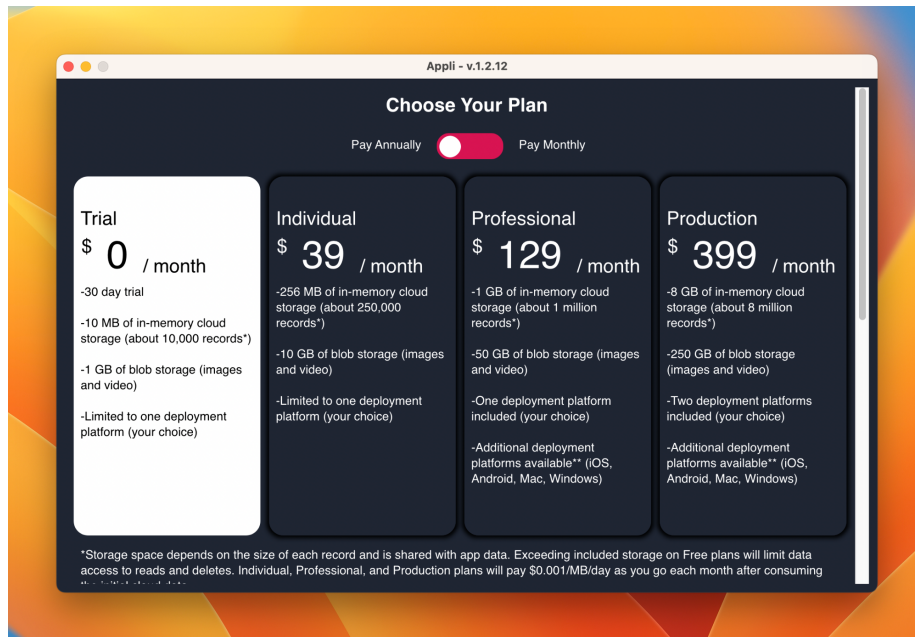 Appli - v.1.2.12
Choose Your Plan
Pay Annually
Pay Monthly
Trial
$ 0 / month
-30 day trial
-10 MB of in-memory cloud
storage (about 10,000 records*)
-1 GB of blob storage (images
and video)
-Limited to one deployment
platform (your choice)
Individual
$ 39 / month
-256 MB of in-memory cloud
storage (about 250,000
records*)
-10 GB of blob storage (images
and video)
-Limited to one deployment
platform (your choice)
Professional
$ 129 / month
-1 GB of in-memory cloud
storage (about 1 million
records*)
-50 GB of blob storage (images
and video)
-One deployment platform
included (your choice)
-Additional deployment
platforms available** (iOS,
Android, Mac, Windows)
Production
$ 399 / month
-8 GB of in-memory cloud
storage (about 8 million
records*)
-250 GB of blob storage
(images and video)
-Two deployment platforms
included (your choice)
-Additional deployment
platforms available** (iOS,
Android, Mac, Windows)
*Storage space depends on the size of each record and is shared with app data. Exceeding included storage on Free plans will limit data
access to reads and deletes. Individual, Professional, and Production plans will pay $0.001/MB/day as you go each month after consuming